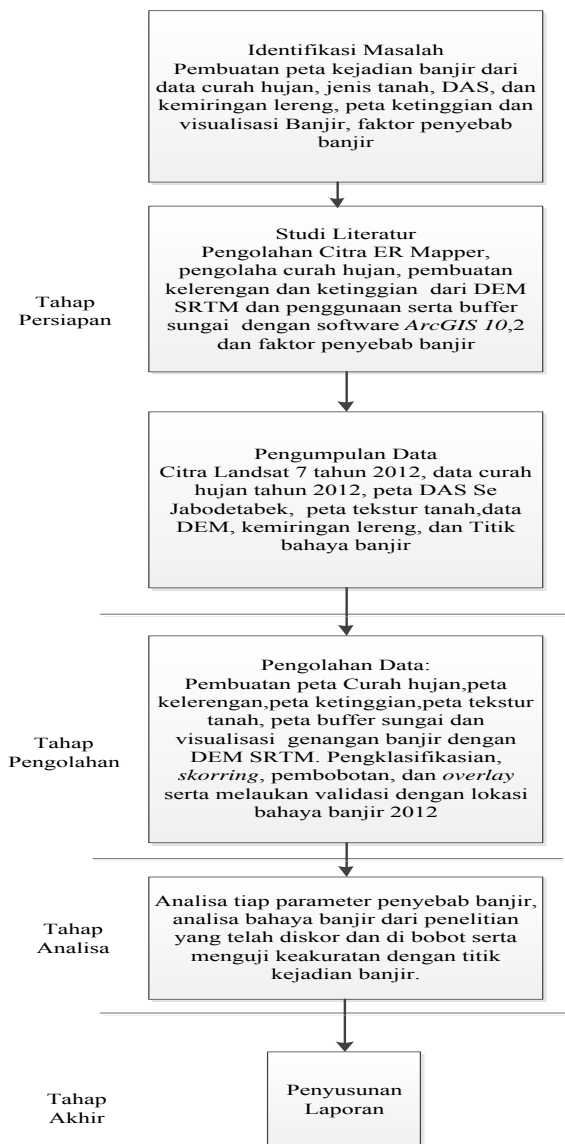 Identifikasi Masalah
Pembuatan peta kejadian banjir dari
data curah hujan, jenis tanah, DAS, dan
kemiringan lereng, peta ketinggian dan
visualisasi Banjir, faktor penyebab
banjir
Tahap
Persiapan
Studi Literatur
Pengolahan Citra ER Mapper,
pengolaha curah hujan, pembuatan
kelerengan dan ketinggian dari DEM
SRTM dan penggunaan serta buffer
sungai dengan software ArcGIS 10,2
dan faktor penyebab banjir
Pengumpulan Data
Citra Landsat 7 tahun 2012, data curah
hujan tahun 2012, peta DAS Se
Jabodetabek, peta tekstur tanah,data
DEM, kemiringan lereng, dan Titik
bahaya banjir
Tahap
Pengolahan
Pengolahan Data:
Pembuatan peta Curah hujan,peta
kelerengan,peta ketinggian,peta tekstur
tanah, peta buffer sungai dan
visualisasi genangan banjir dengan
DEM SRTM. Pengklasifikasian,
skorring, pembobotan, dan overlay
serta melaukan validasi dengan lokasi
bahaya banjir 2012
Tahap
Analisa
Analisa tiap parameter penyebab banjir,
analisa bahaya banjir dari penelitian
yang telah diskor dan di bobot serta
menguji keakuratan dengan titik
kejadian banjir.
Tahap
Akhir
Penyusunan
Laporan